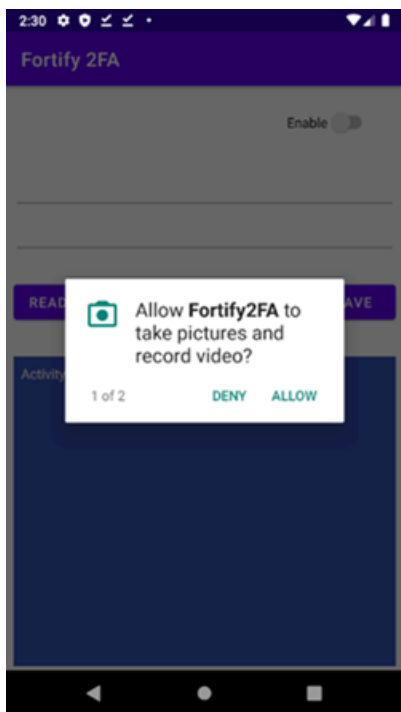 2:30
Fortify 2FA
Enable
READ AVE
Allow Fortify2FA to
take pictures and
record video?
Activity
1 of 2 DENY ALLOW